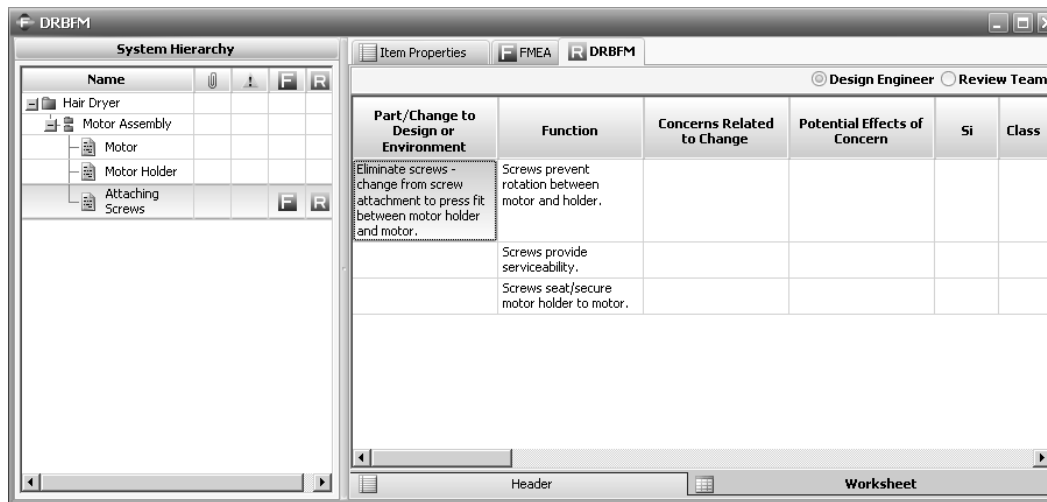 F DRBFM
System Hierarchy
Name F R
Hair Dryer
Motor Assembly
Motor
Motor Holder
Attaching
Screws
F R
Item Properties F FMEA R DRBFM
Design Engineer Review Team
Part/Change to
Design or
Environment
Function
Concerns Related
to Change
Potential Effects of
Concern
Si
Class
Eliminate screws -
change from screw
attachment to press fit
between motor holder
and motor.
Screws prevent
rotation between
motor and holder.
Screws provide
serviceability.
Screws seat/secure
motor holder to motor.
Header Worksheet